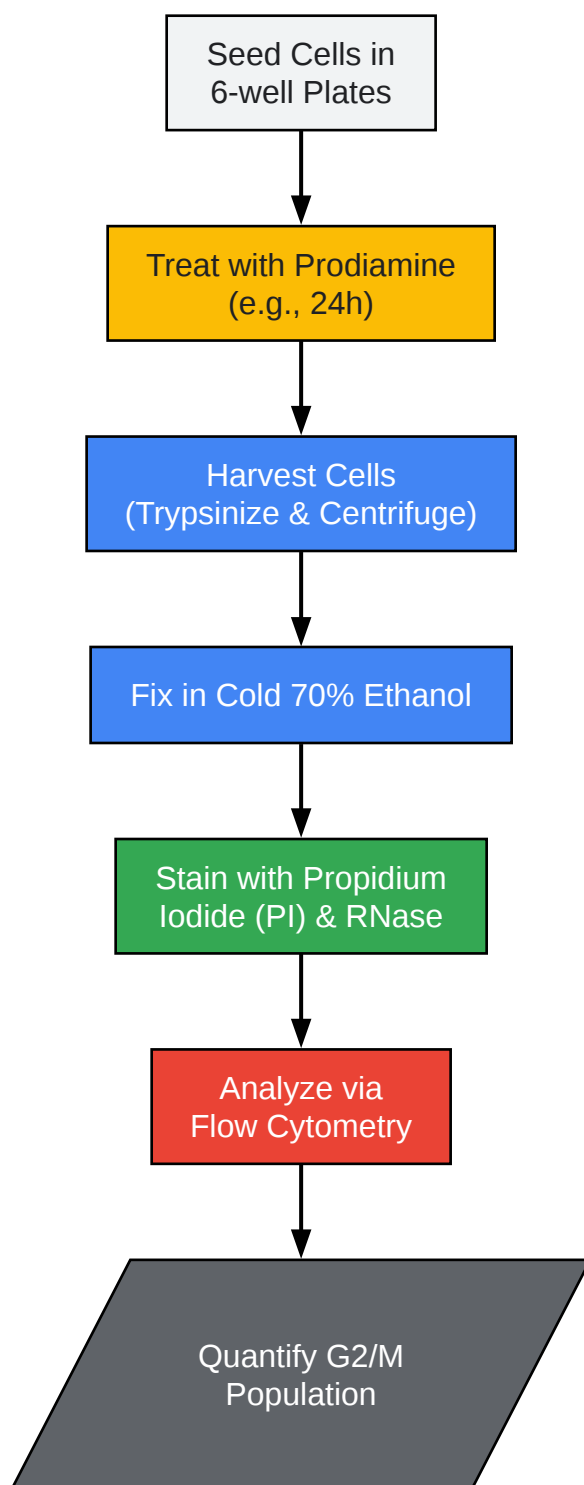 Seed Cells in
6-well Plates
Treat with Prodiamine
(e.g., 24h)
Harvest Cells
(Trypsinize & Centrifuge)
Fix in Cold 70% Ethanol
Stain with Propidium
Iodide (PI) & RNase
Analyze via
Flow Cytometry
Quantify G2/M
Population